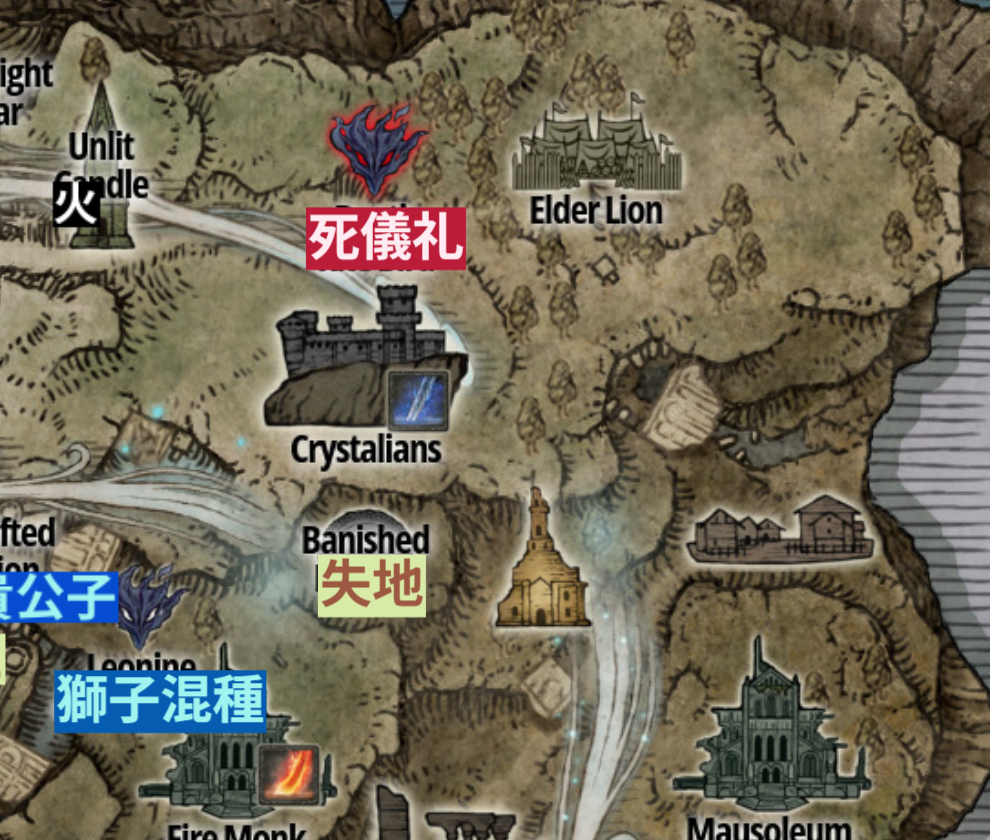 ight
ar
Unlit
Candle
火
死儀礼
Elder Lion
Crystalians
Banished
失地
fted
ion
貴公子
Leonine
獅子混種
Fire Monk
Mausoleum